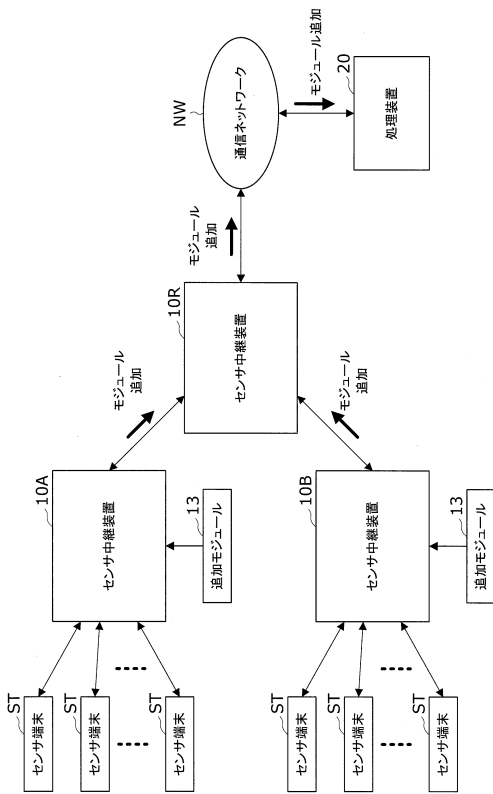 ST
センサ端末
ST
センサ端末
ST
センサ端末
10A
センサ中継装置
13
追加モジュール
モジュール
追加
ST
センサ端末
ST
センサ端末
ST
センサ端末
10B
センサ中継装置
13
追加モジュール
モジュール
追加
10R
センサ中継装置
モジュール
追加
NW
通信ネットワーク
モジュール追加
20
処理装置